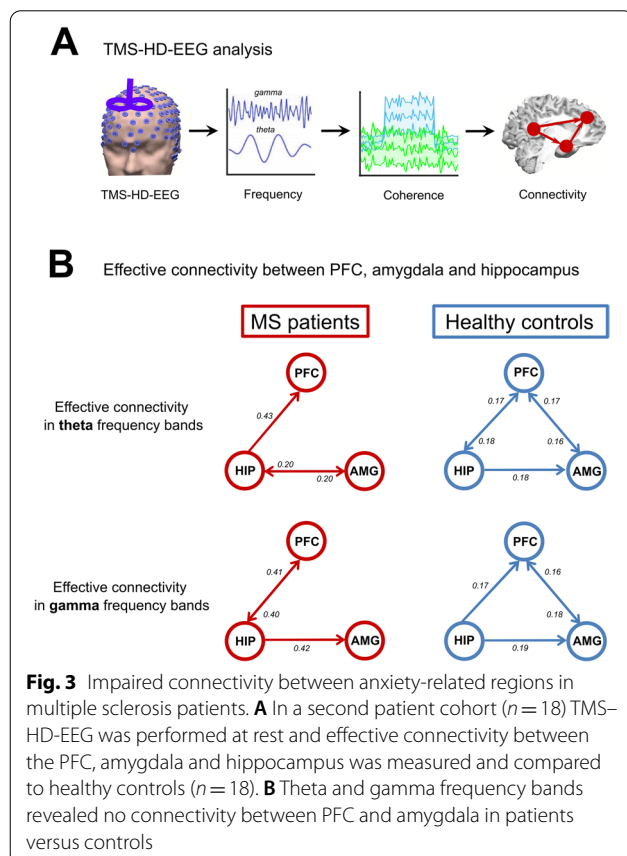 A TMS-HD-EEG analysis
gamma
theta
TMS-HD-EEG
Frequency
Coherence
Connectivity
B Effective connectivity between PFC, amygdala and hippocampus
MS patients
Healthy controls
Effective connectivity
in theta frequency bands
PFC
0.43
HIP
0.20
0.20
AMG
PFC
0.17
0.17
0.18
0.16
HIP
0.18
AMG
Effective connectivity
in gamma frequency bands
PFC
0.41
0.40
HIP
0.42
AMG
PFC
0.17
0.16
0.18
HIP
0.19
AMG
Fig. 3 Impaired connectivity between anxiety-related regions in
multiple sclerosis patients. A In a second patient cohort (n = 18) TMS–
HD-EEG was performed at rest and effective connectivity between
the PFC, amygdala and hippocampus was measured and compared
to healthy controls (n = 18). B Theta and gamma frequency bands
revealed no connectivity between PFC and amygdala in patients
versus controls